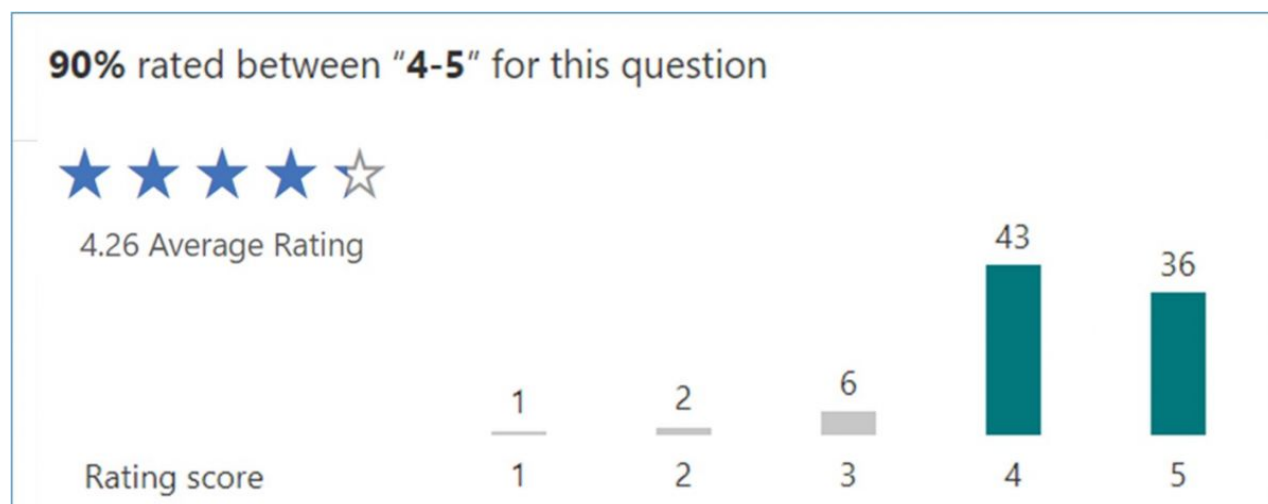 90% rated between "4-5" for this question
4.26 Average Rating
1 2 6 43 36
Rating score 1 2 3 4 5